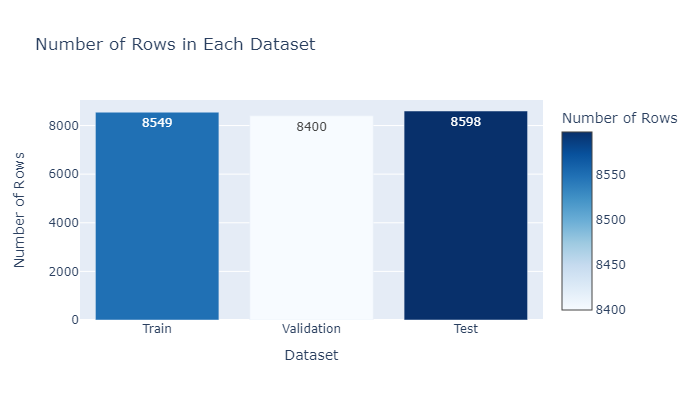 Number of Rows in Each Dataset
Number of Rows
8000
6000
4000
2000
0
8549
8400
8598
Train
Validation
Test
Dataset
Number of Rows
8550
8500
8450
8400